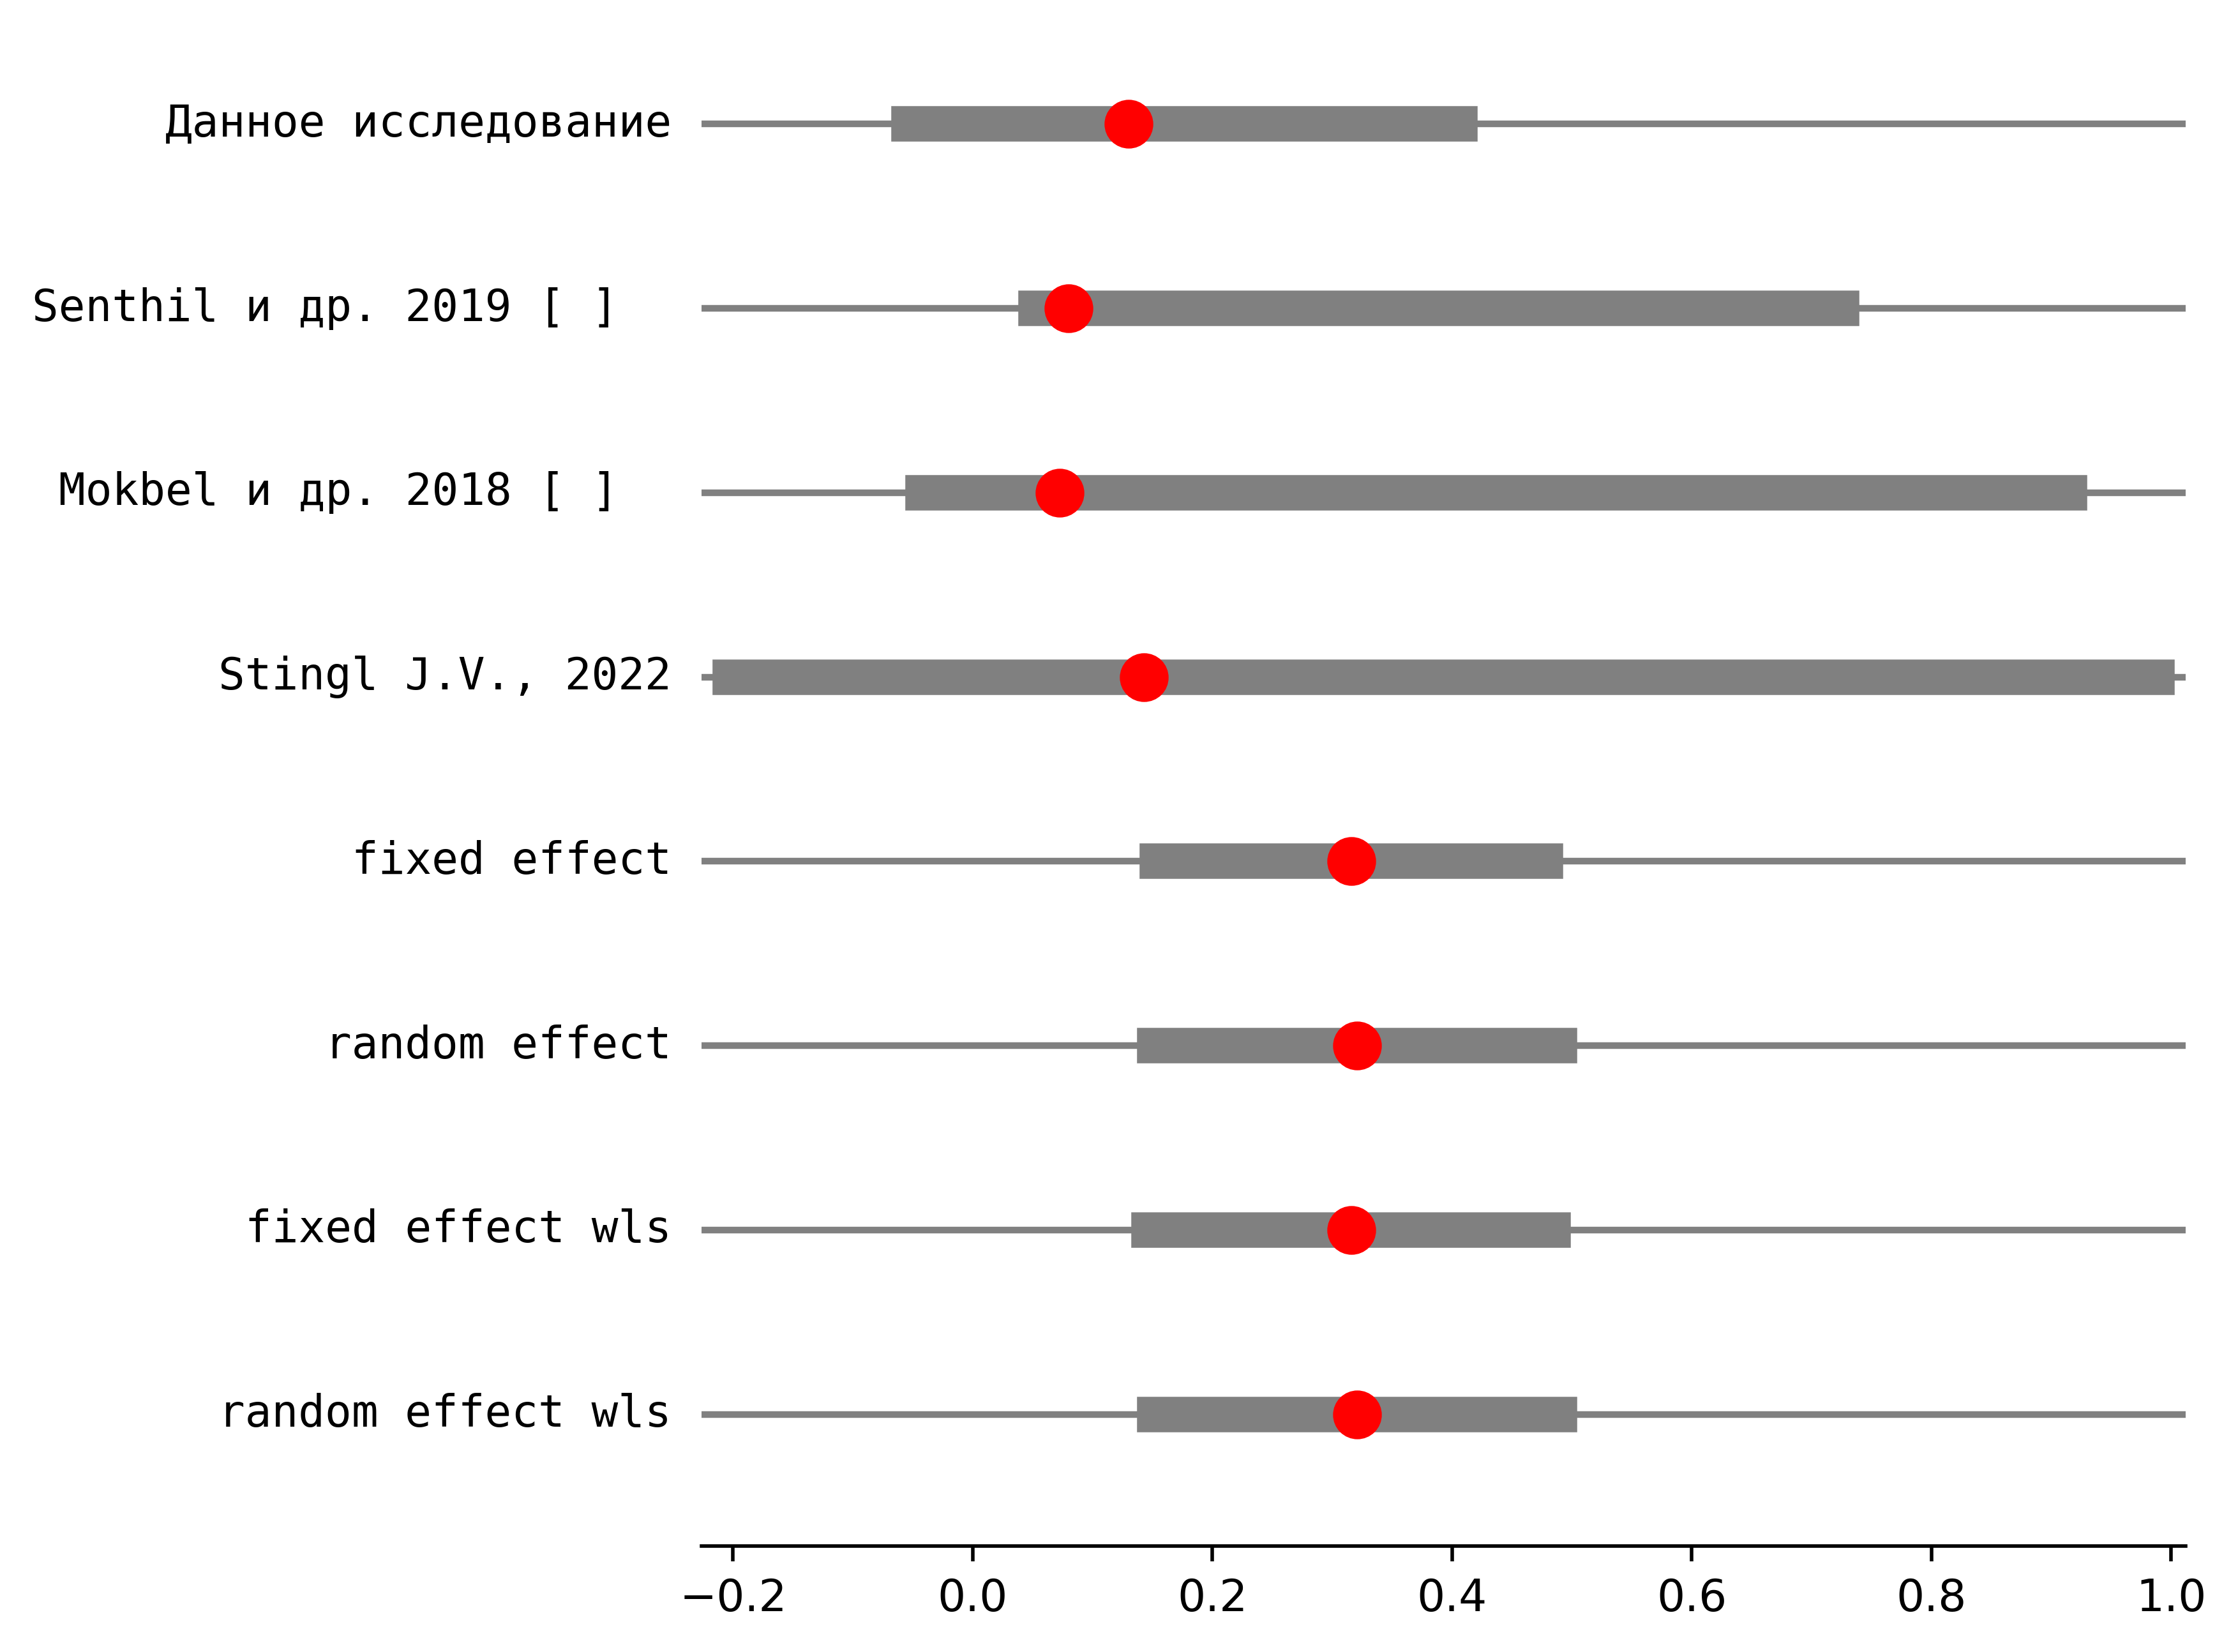 Данное исследование
Senthil и др. 2019 [ ]
Mokbel и др. 2018 [ ]
Stingl J.V., 2022
fixed effect
random effect
fixed effect wls
random effect wls
−0.2 0.0 0.2 0.4 0.6 0.8 1.0